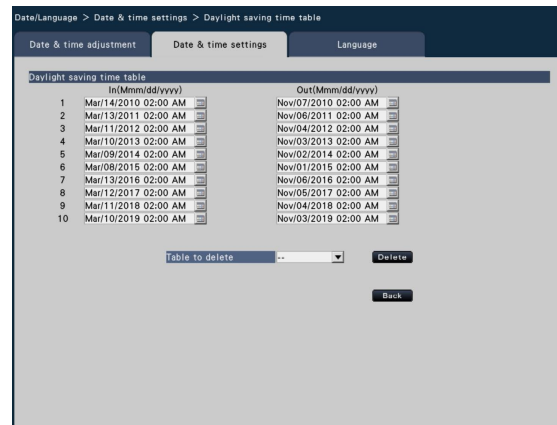 Date/Language > Date & time settings > Daylight saving time table
Date & time adjustment Date & time settings Language
Daylight saving time table
In(Mmm/dd/yyyy) Out(Mmm/dd/yyyy)
1 Mar/14/2010 02:00 AM Nov/07/2010 02:00 AM
2 Mar/13/2011 02:00 AM Nov/06/2011 02:00 AM
3 Mar/11/2012 02:00 AM Nov/04/2012 02:00 AM
4 Mar/10/2013 02:00 AM Nov/03/2013 02:00 AM
5 Mar/09/2014 02:00 AM Nov/02/2014 02:00 AM
6 Mar/08/2015 02:00 AM Nov/01/2015 02:00 AM
7 Mar/13/2016 02:00 AM Nov/06/2016 02:00 AM
8 Mar/12/2017 02:00 AM Nov/05/2017 02:00 AM
9 Mar/11/2018 02:00 AM Nov/04/2018 02:00 AM
10 Mar/10/2019 02:00 AM Nov/03/2019 02:00 AM
Table to delete -- Delete
Back